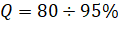 Q = 80 ÷ 95%